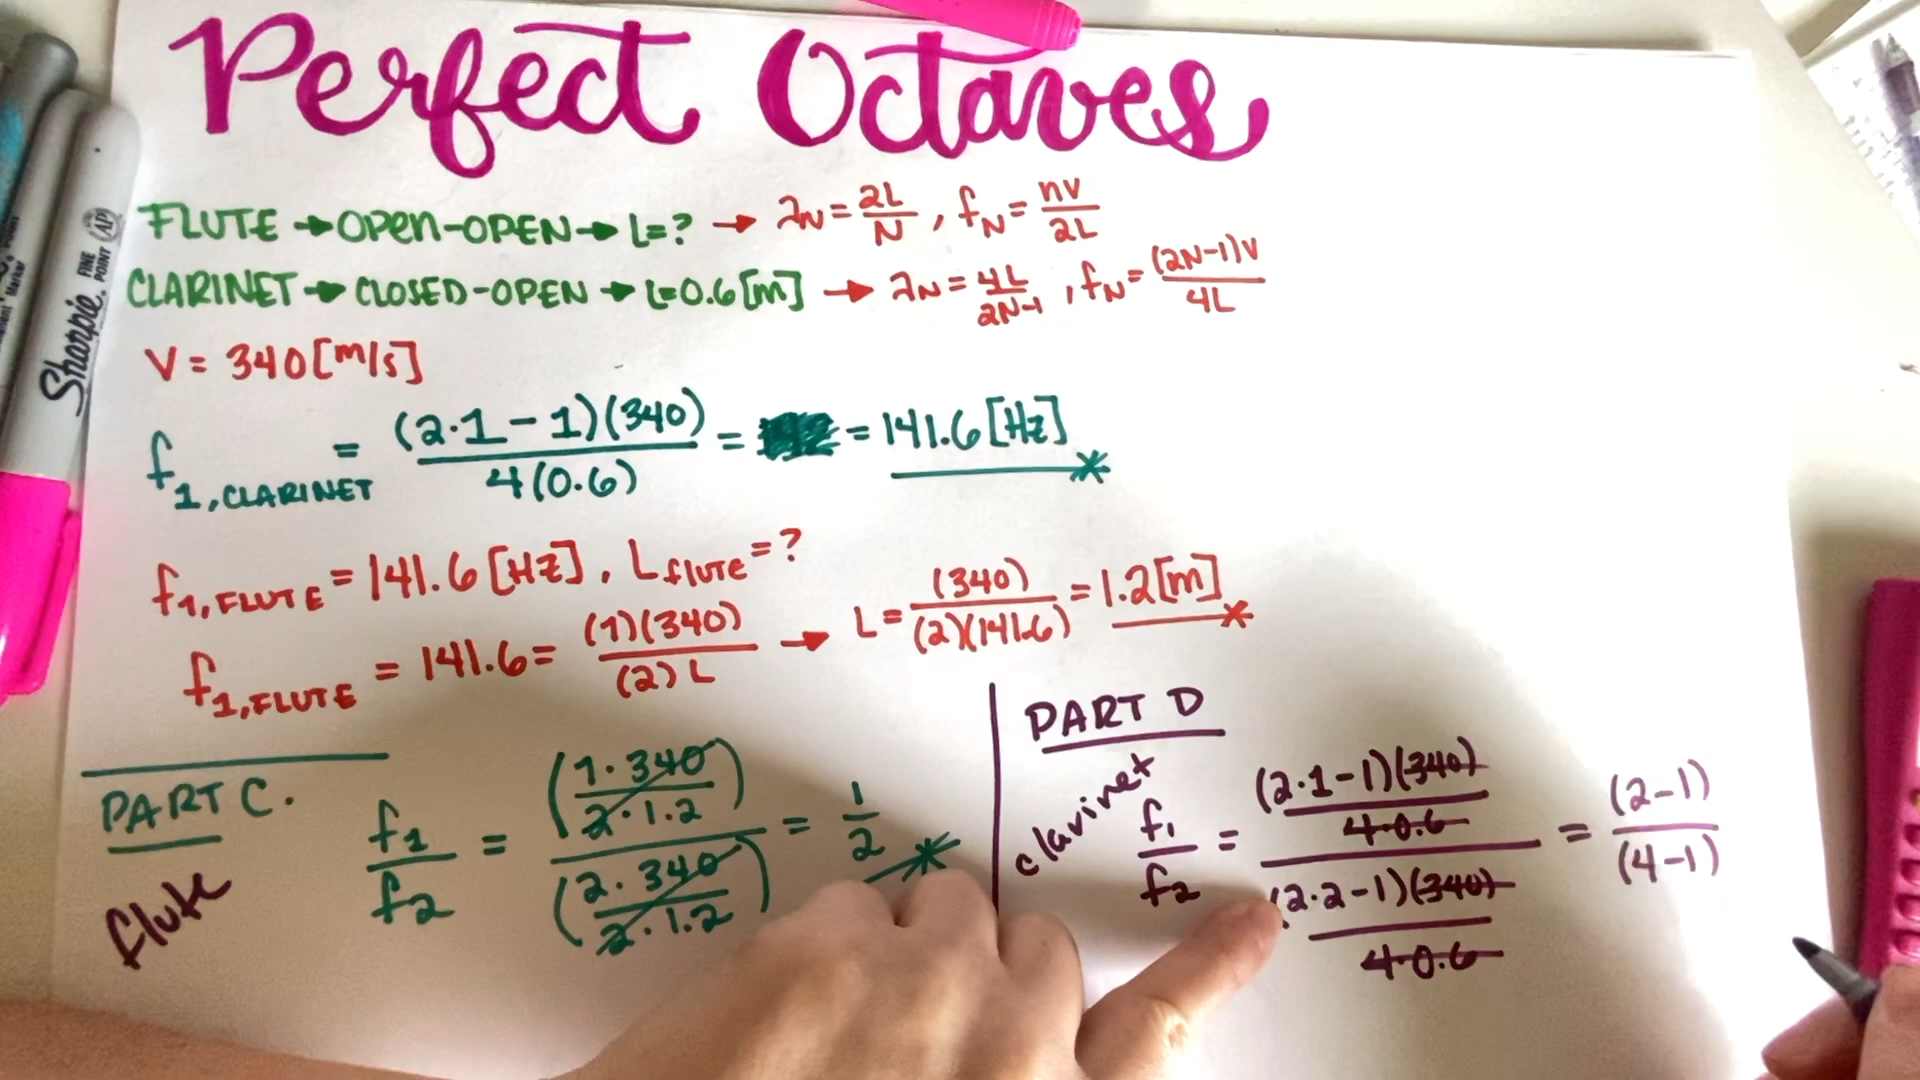 Perfect Octaves
FLUTE → OPEN-OPEN → L=? → λN = 2L/N , fN = nV/2L
CLARINET → CLOSED-OPEN → L=0.6[m] → λN = 4L/2N-1 , fN = (2N-1)V/4L
V = 340[m/s]
f1,CLARINET = (2·1-1)(340)/4(0.6) = = 141.6[Hz]
f1,FLUTE = 141.6[Hz], Lflute = ?
f1,FLUTE = 141.6 = (1)(340)/(2)L → L = (340)/(2)(141.6) = 1.2[m]
PART C.
flute
f1/f2 = (1·340/2·1.2)/(2·340/2·1.2) = 1/2
PART D
clarinet
f1/f2 = (2·1-1)(340)/4·0.6 / (2·2-1)(340)/4·0.6 = (2-1)/(4-1)
Sharpie.
FINE POINT
AP
Marker